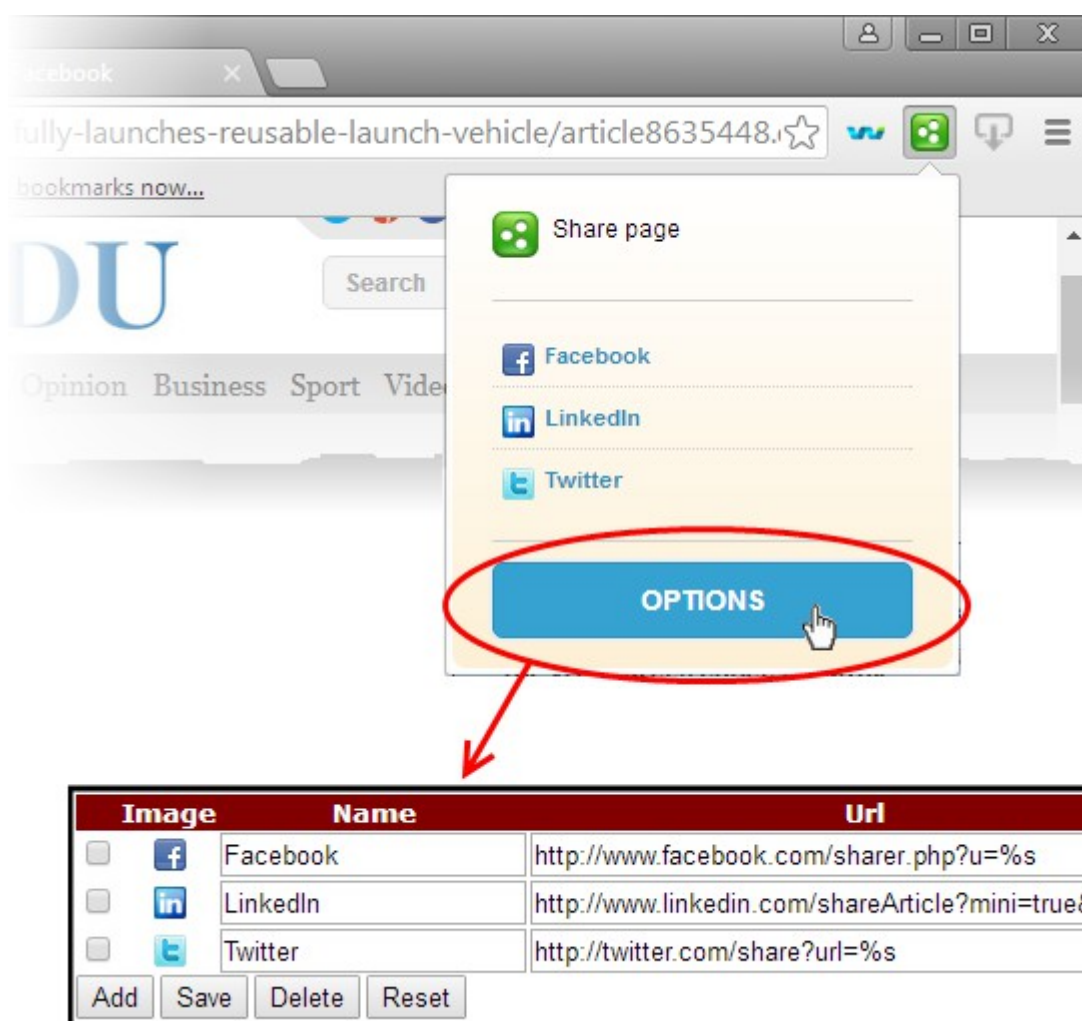 acebook
fully-launches-reusable-launch-vehicle/article8635448.
bookmarks now...
DU
Search
Share page
Opinion Business Sport Vide
Facebook
LinkedIn
Twitter
OPTIONS
Image Name Url
Facebook http://www.facebook.com/sharer.php?u=%s
LinkedIn http://www.linkedin.com/shareArticle?mini=true&
Twitter http://twitter.com/share?url=%s
Add Save Delete Reset